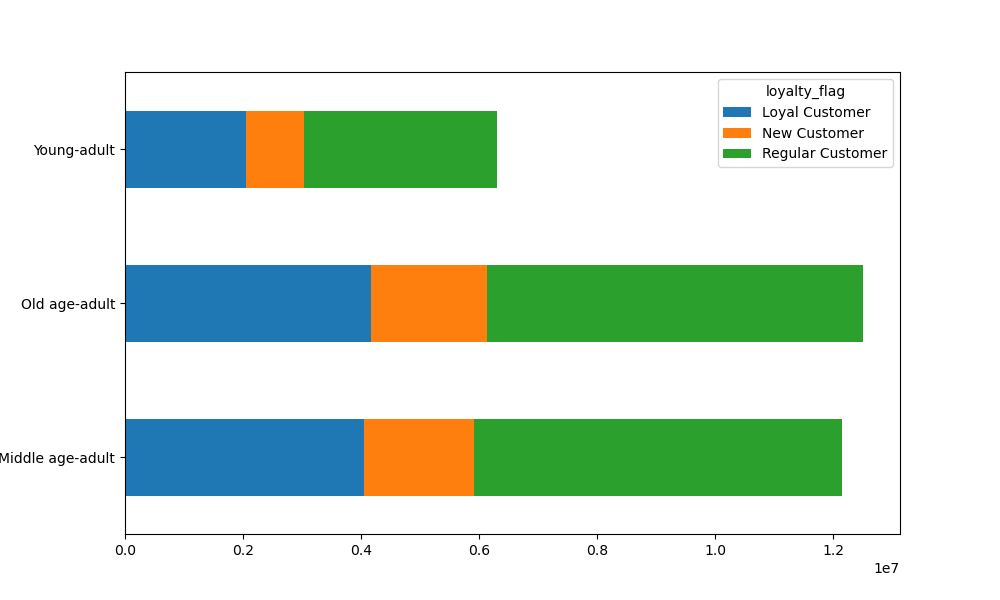 loyalty_flag
Loyal Customer
New Customer
Regular Customer
Young-adult
Old age-adult
Middle age-adult
0.0 0.2 0.4 0.6 0.8 1.0 1.2
1e7